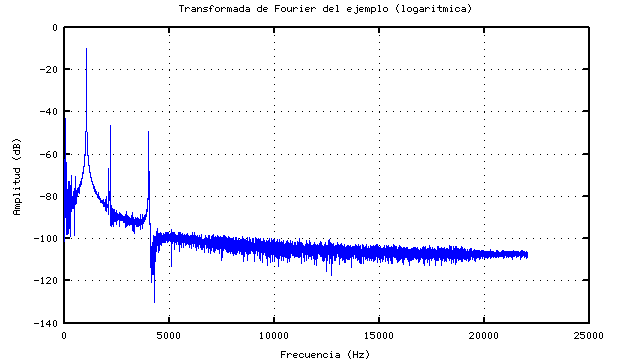 Transformada de Fourier del ejemplo (logaritmica)
0
-20
-40
-60
-80
-100
-120
-140
Amplitud (dB)
0 5000 10000 15000 20000 25000
Frecuencia (Hz)